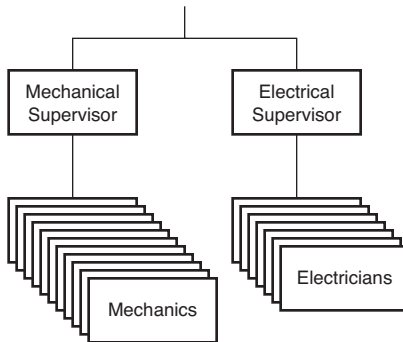 Mechanical
Supervisor
Electrical
Supervisor
Mechanics
Electricians